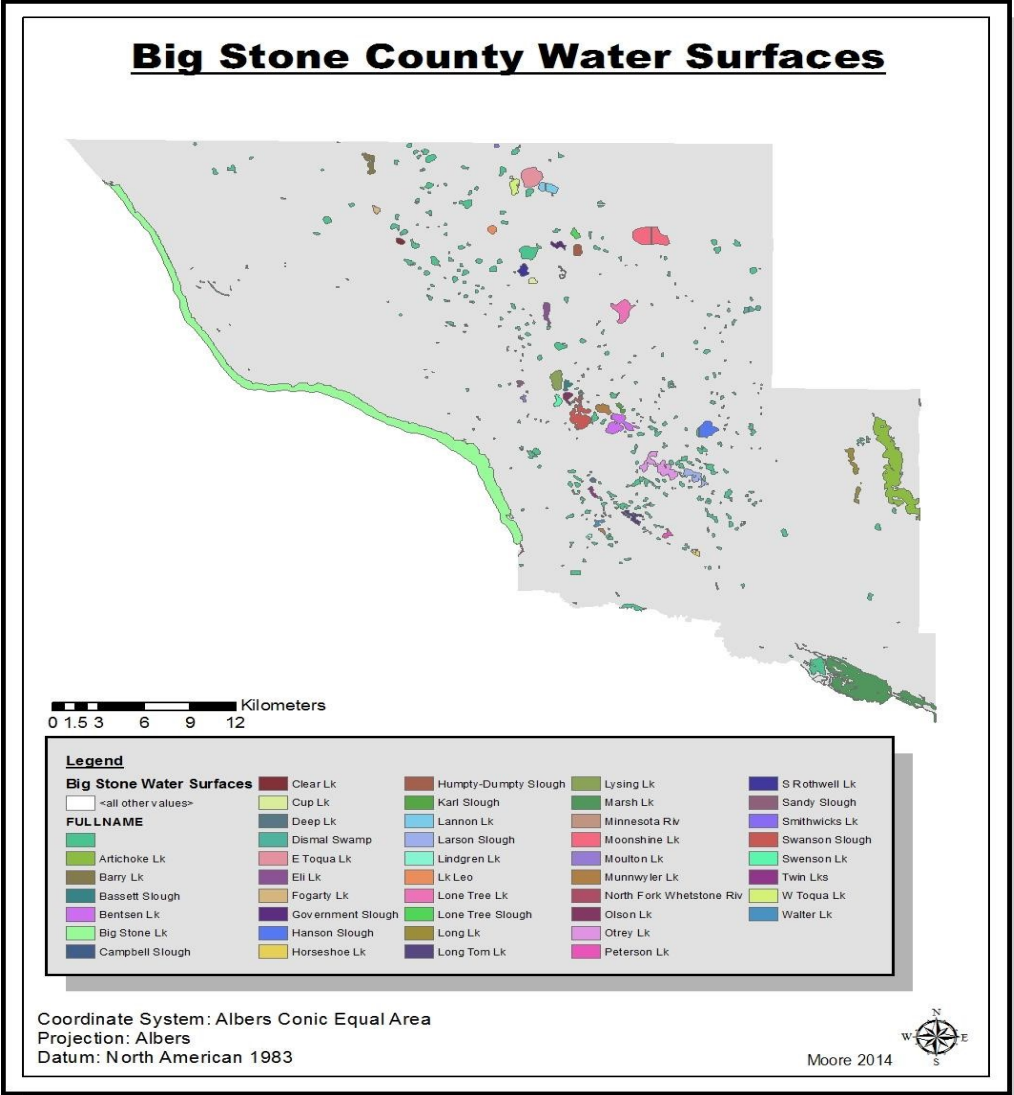 Big Stone County Water Surfaces
Kilometers
0 1.5 3 6 9 12
Legend
Big Stone Water Surfaces
<all other values>
FULLNAME
Artichoke Lk
Barry Lk
Bassett Slough
Bentsen Lk
Big Stone Lk
Campbell Slough
Clear Lk
Cup Lk
Deep Lk
Dismal Swamp
E Toqua Lk
Eli Lk
Fogarty Lk
Government Slough
Hanson Slough
Horseshoe Lk
Humpty-Dumpty Slough
Karl Slough
Lannon Lk
Larson Slough
Lindgren Lk
Lk Leo
Lone Tree Lk
Lone Tree Slough
Long Lk
Long Tom Lk
Lysing Lk
Marsh Lk
Minnesota Riv
Moonshine Lk
Moulton Lk
Munnwyler Lk
North Fork Whetstone Riv
Olson Lk
Otrey Lk
Peterson Lk
S Rothwell Lk
Sandy Slough
Smithwicks Lk
Swanson Slough
Swenson Lk
Twin Lks
W Toqua Lk
Walter Lk
Coordinate System: Albers Conic Equal Area
Projection: Albers
Datum: North American 1983
Moore 2014
N
W E
S